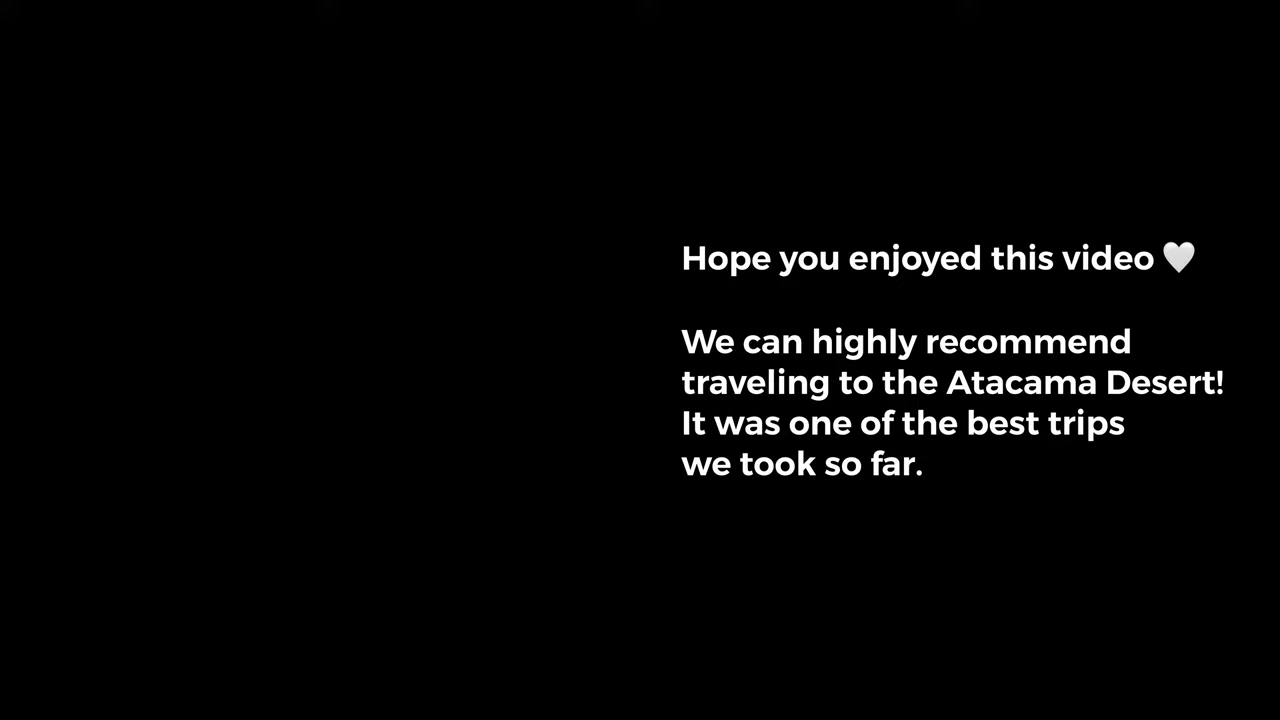 Hope you enjoyed this video 🤍
We can highly recommend
traveling to the Atacama Desert!
It was one of the best trips
we took so far.